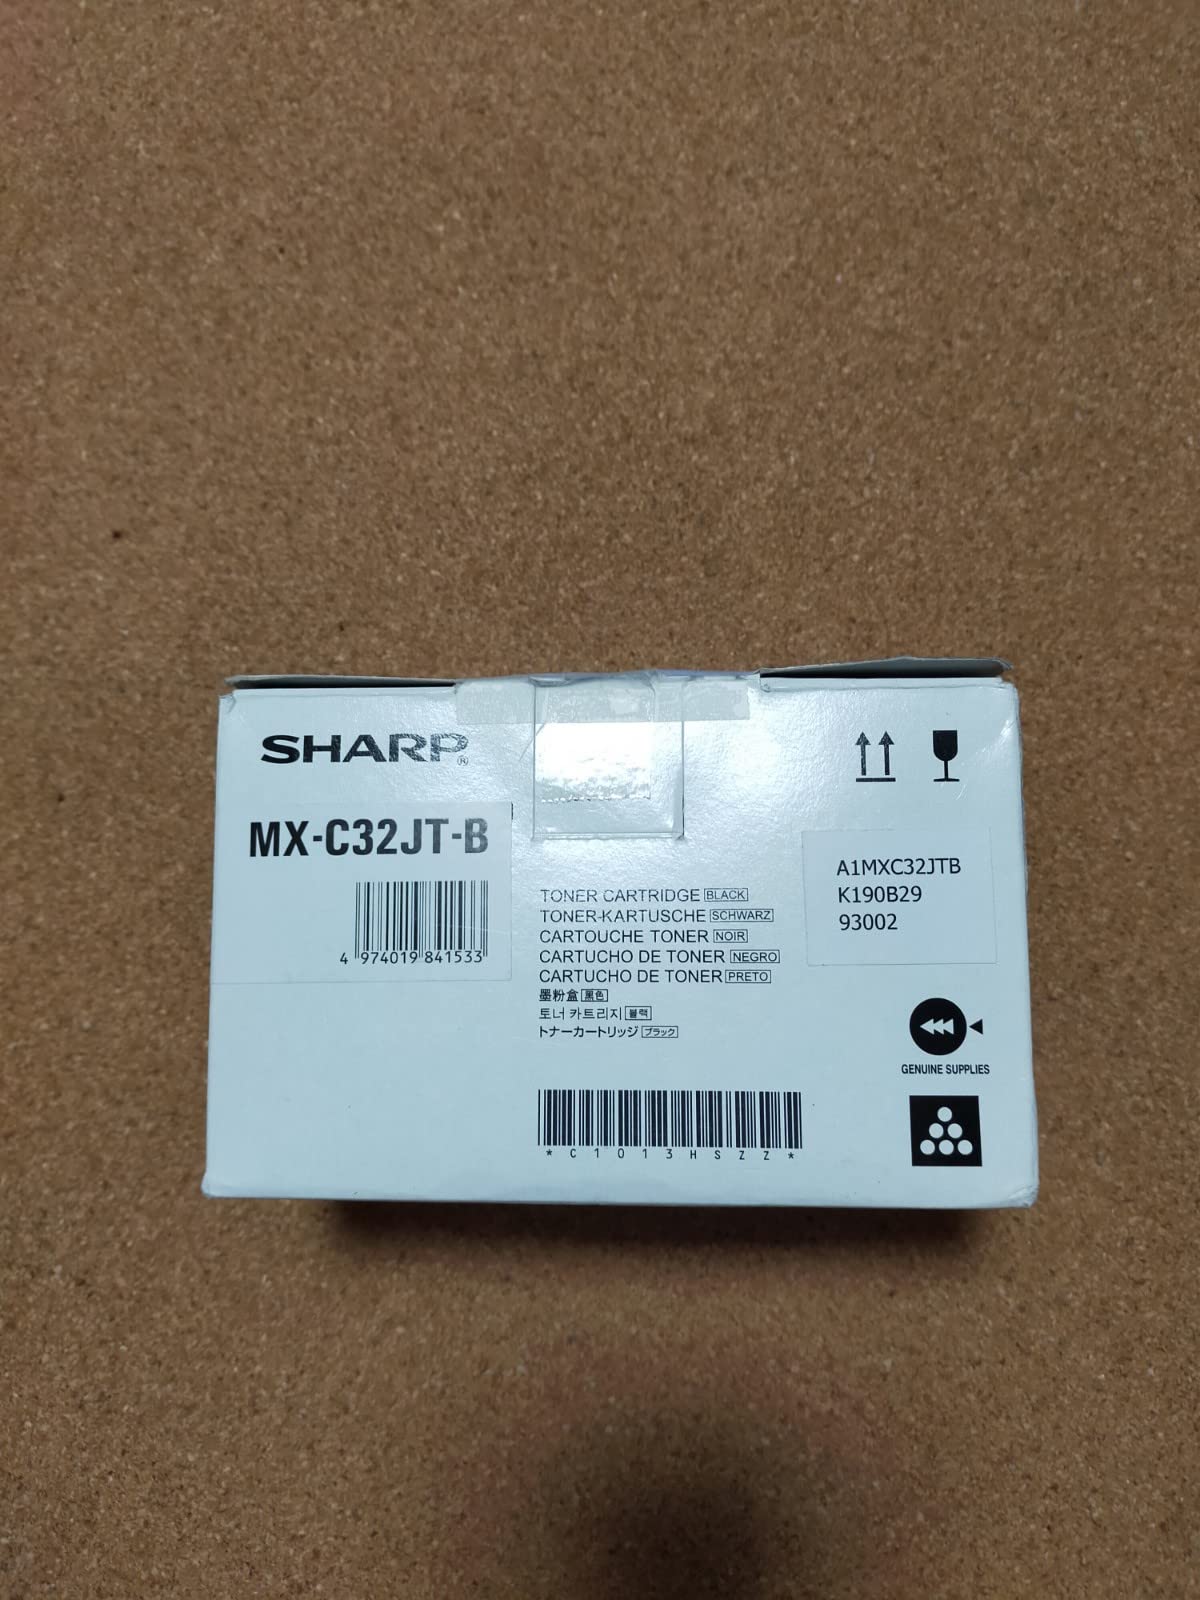 SHARP®
MX-C32JT-B
4 974019 841533
TONER CARTRIDGE BLACK
TONER-KARTUSCHE SCHWARZ
CARTOUCHE TONER NOIR
CARTUCHO DE TONER NEGRO
CARTUCHO DE TONER PRETO
墨粉盒 黑色
토너 카트리지 블랙
トナーカートリッジ ブラック
*C1013HSZZ*
A1MXC32JTB
K190B29
93002
GENUINE SUPPLIES